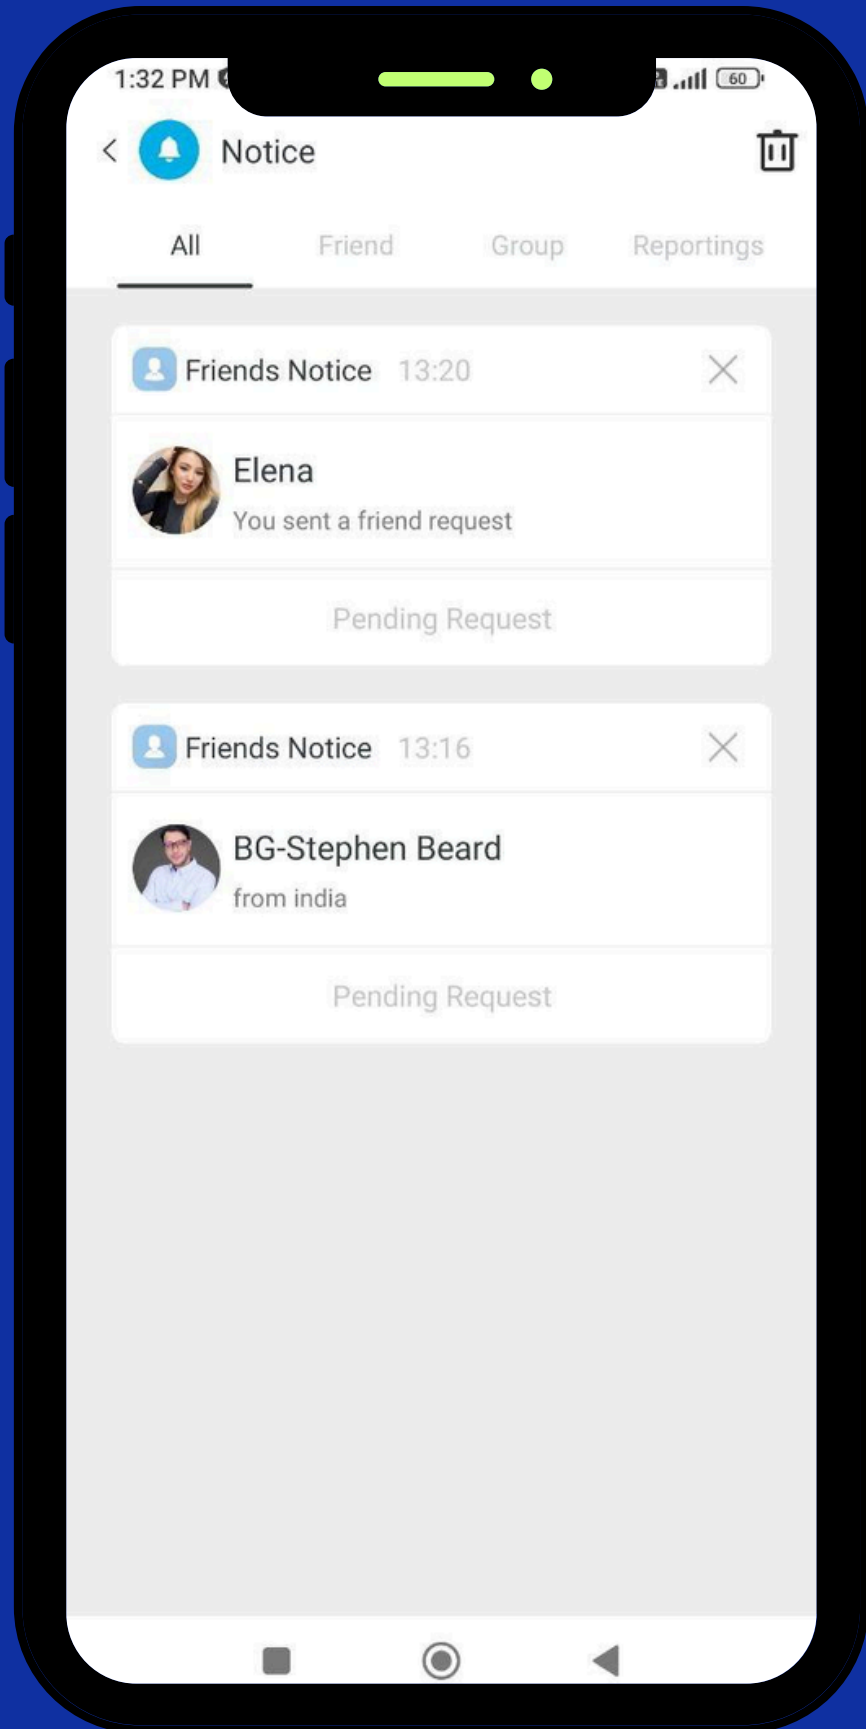 1:32 PM
60
Notice
All Friend Group Reportings
Friends Notice 13:20
Elena
You sent a friend request
Pending Request
Friends Notice 13:16
BG-Stephen Beard
from india
Pending Request